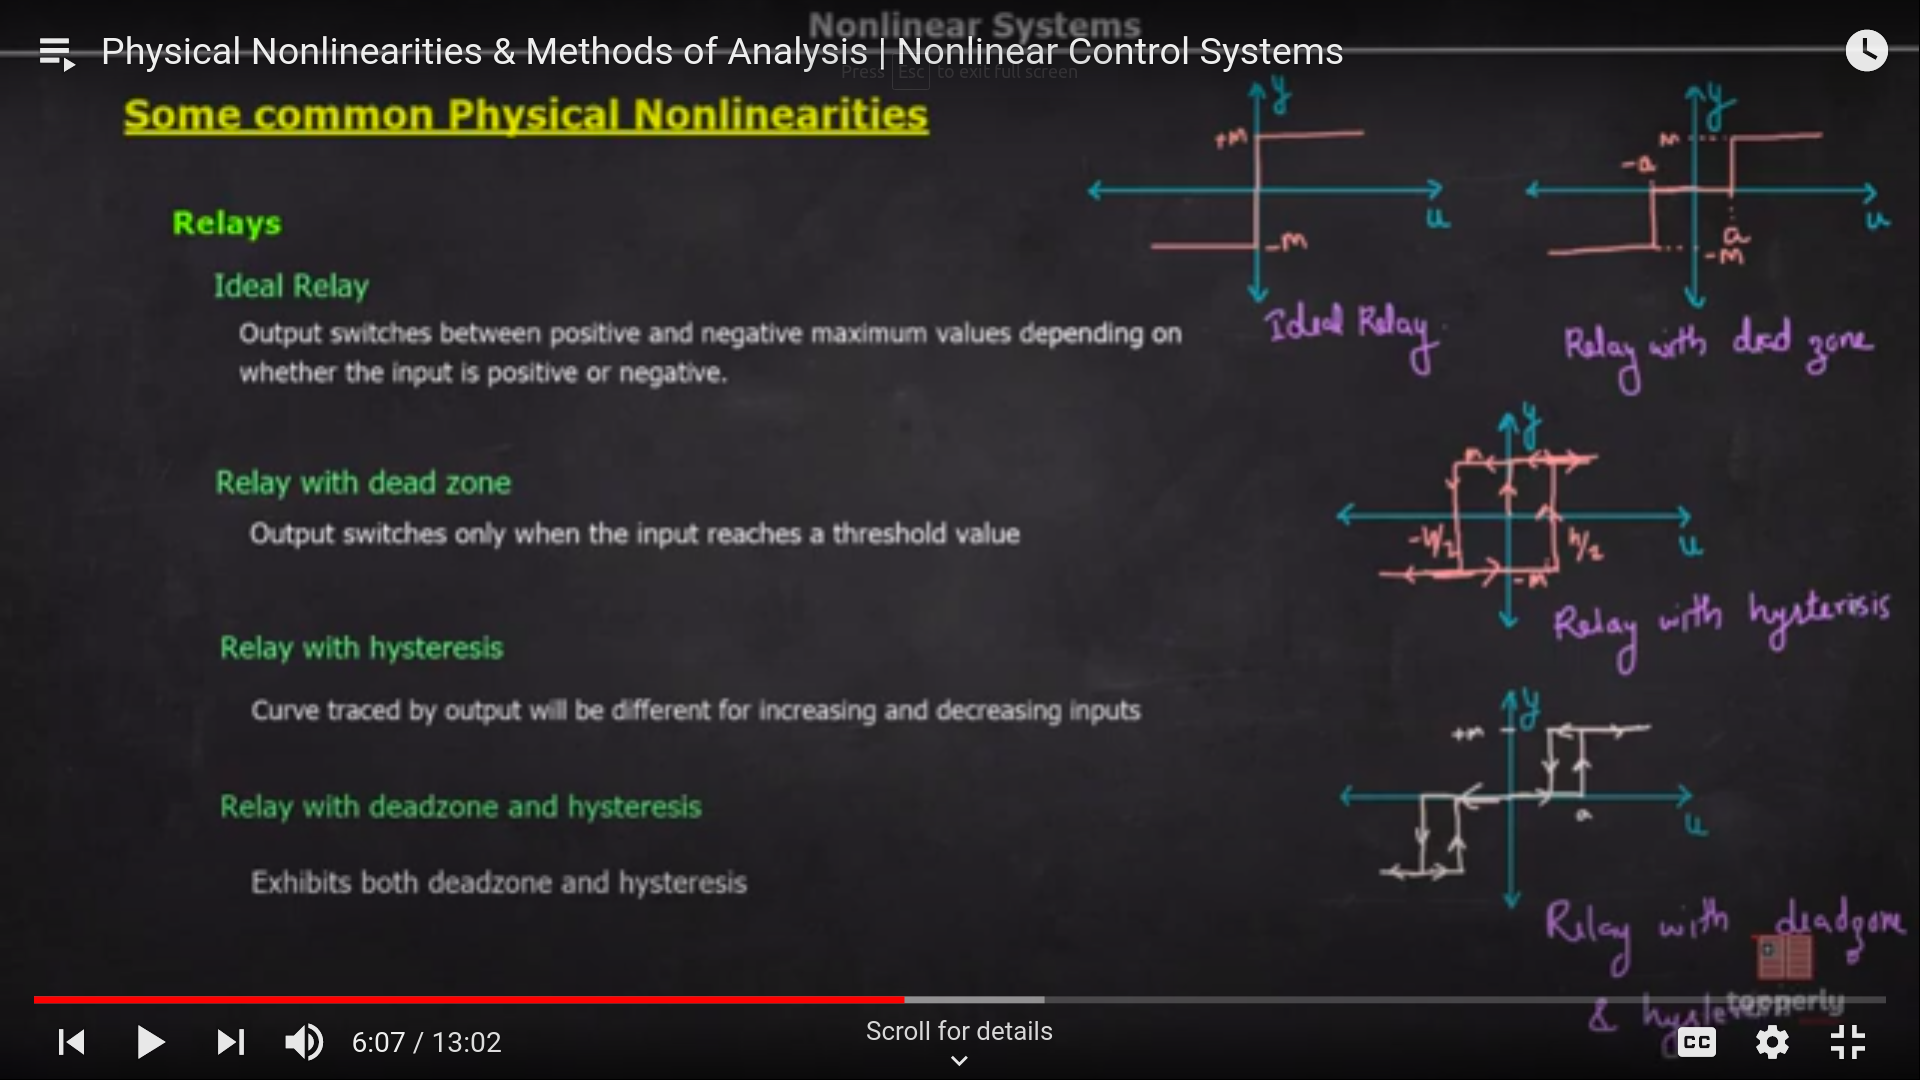 Nonlinear Systems
Physical Nonlinearities & Methods of Analysis | Nonlinear Control Systems
Press Esc to exit full screen
Some common Physical Nonlinearities
Relays
Ideal Relay
Output switches between positive and negative maximum values depending on
whether the input is positive or negative.
Relay with dead zone
Output switches only when the input reaches a threshold value
Relay with hysteresis
Curve traced by output will be different for increasing and decreasing inputs
Relay with deadzone and hysteresis
Exhibits both deadzone and hysteresis
y
+M
u
-M
Ideal Relay
y
M
-a
u
a
-M
Relay with dead zone
y
M
-h/2
h/2
u
-M
Relay with hysterisis
y
+M
a
u
Relay with deadzone
topperly
&
6:07 / 13:02
Scroll for details
CC